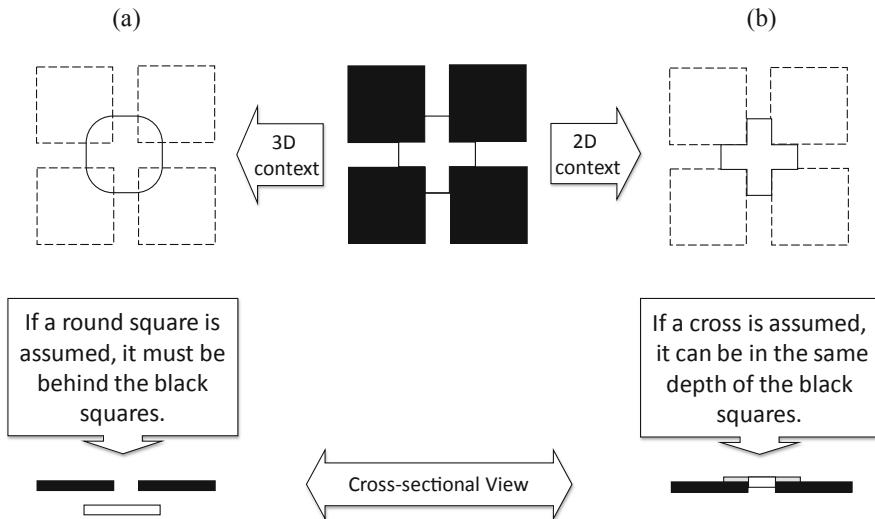 (a)
(b)
3D
context
2D
context
If a round square is
assumed, it must be
behind the black
squares.
If a cross is assumed,
it can be in the same
depth of the black
squares.
Cross-sectional View